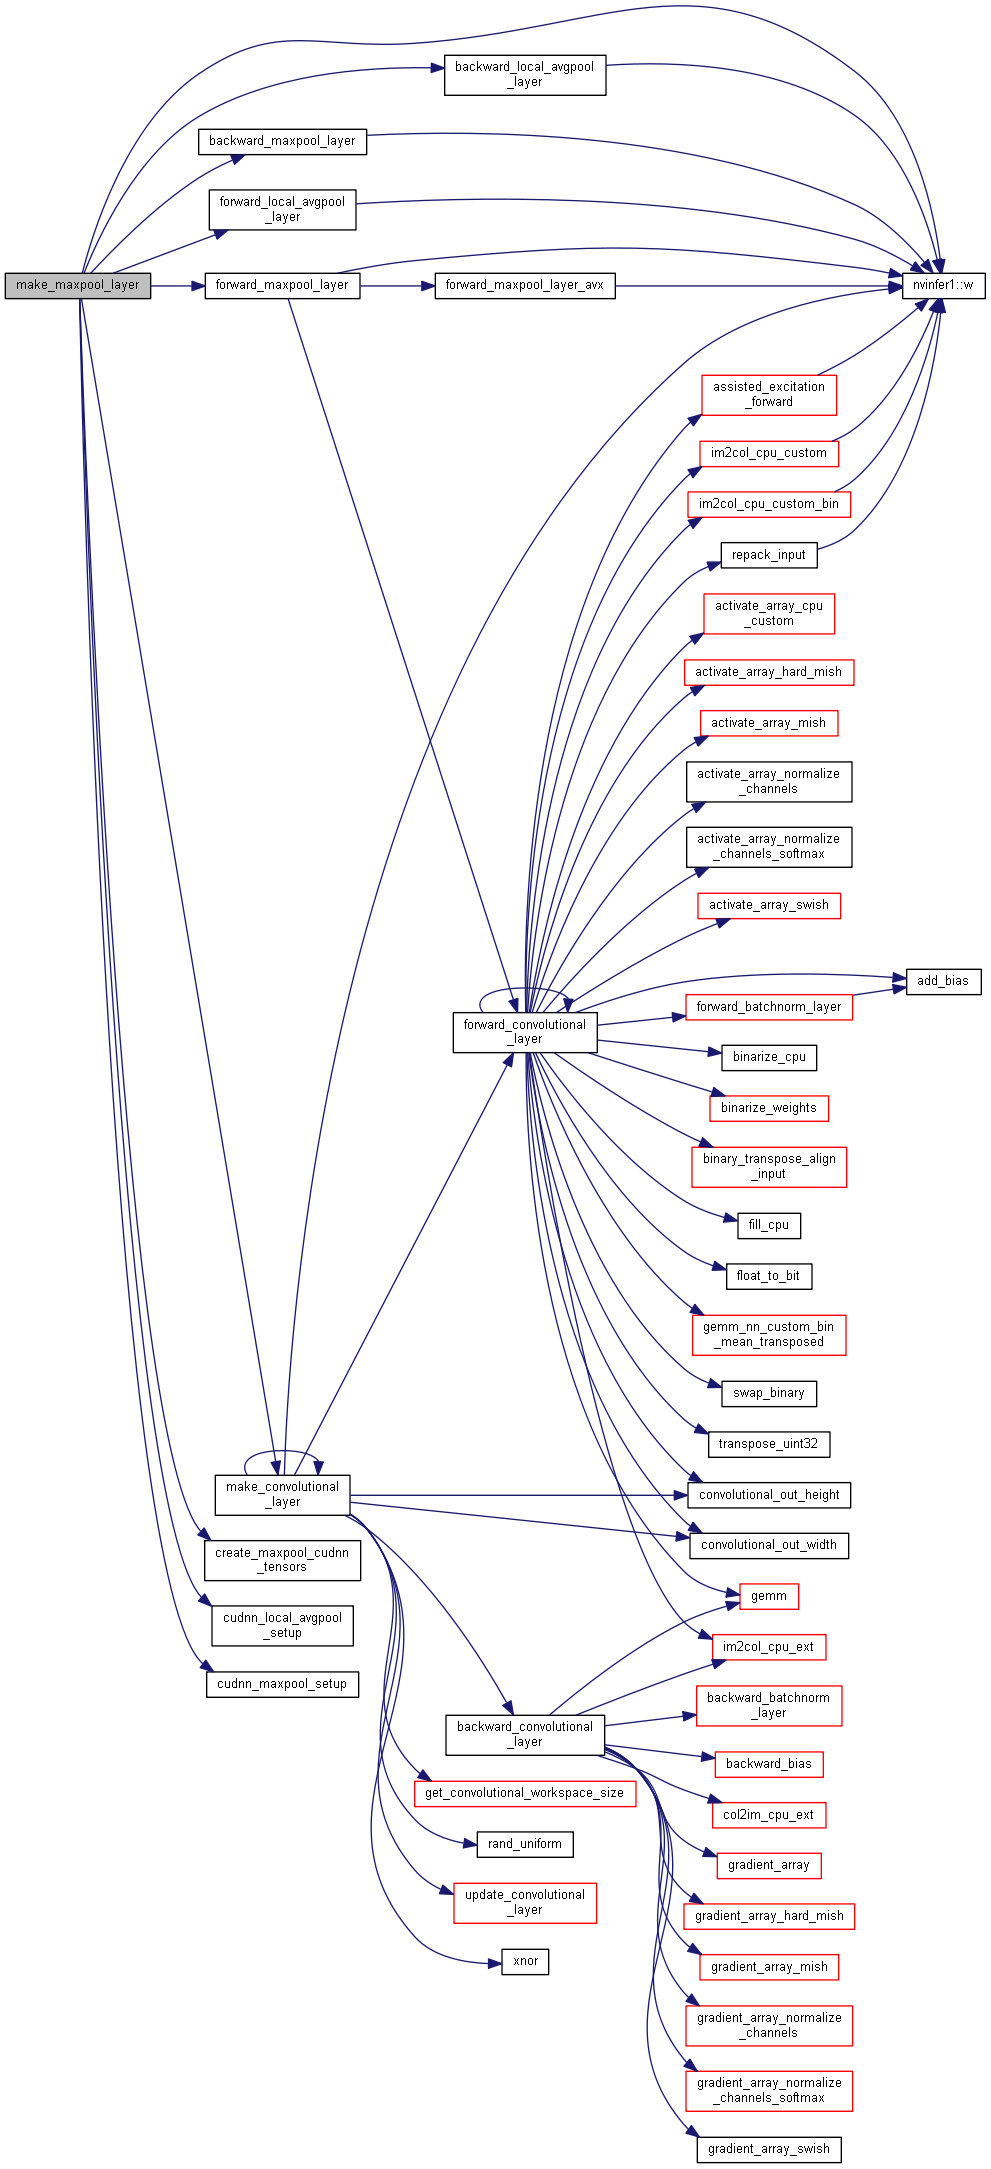 backward_local_avgpool
_layer
backward_maxpool_layer
forward_local_avgpool
_layer
make_maxpool_layer
forward_maxpool_layer
forward_maxpool_layer_avx
nvinfer1::w
assisted_excitation
_forward
im2col_cpu_custom
im2col_cpu_custom_bin
repack_input
activate_array_cpu
_custom
activate_array_hard_mish
activate_array_mish
activate_array_normalize
_channels
activate_array_normalize
_channels_softmax
activate_array_swish
add_bias
forward_batchnorm_layer
forward_convolutional
_layer
binarize_cpu
binarize_weights
binary_transpose_align
_input
fill_cpu
float_to_bit
gemm_nn_custom_bin
_mean_transposed
swap_binary
transpose_uint32
make_convolutional
_layer
convolutional_out_height
convolutional_out_width
create_maxpool_cudnn
_tensors
gemm
cudnn_local_avgpool
_setup
im2col_cpu_ext
cudnn_maxpool_setup
backward_batchnorm
_layer
backward_convolutional
_layer
backward_bias
get_convolutional_workspace_size
col2im_cpu_ext
rand_uniform
gradient_array
update_convolutional
_layer
gradient_array_hard_mish
xnor
gradient_array_mish
gradient_array_normalize
_channels
gradient_array_normalize
_channels_softmax
gradient_array_swish